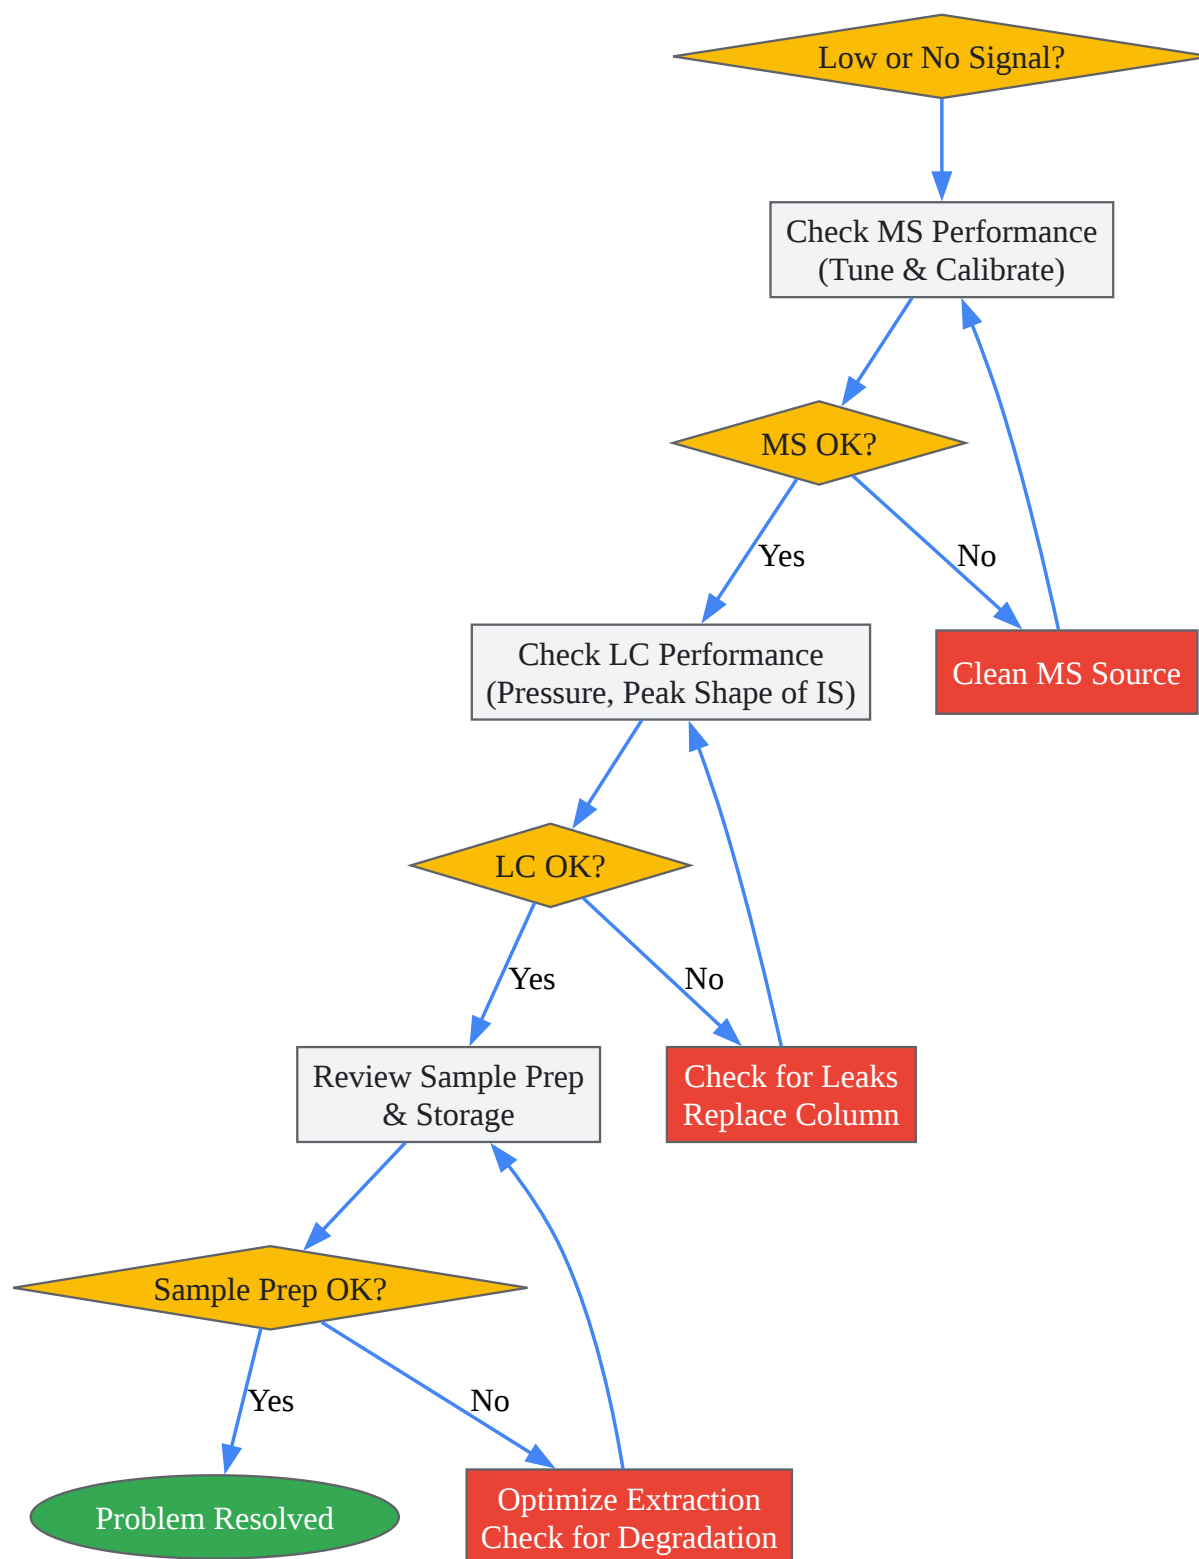 Low or No Signal?
Check MS Performance
(Tune & Calibrate)
MS OK?
Yes
No
Check LC Performance
(Pressure, Peak Shape of IS)
Clean MS Source
LC OK?
Yes
No
Review Sample Prep
& Storage
Check for Leaks
Replace Column
Sample Prep OK?
Yes
No
Problem Resolved
Optimize Extraction
Check for Degradation